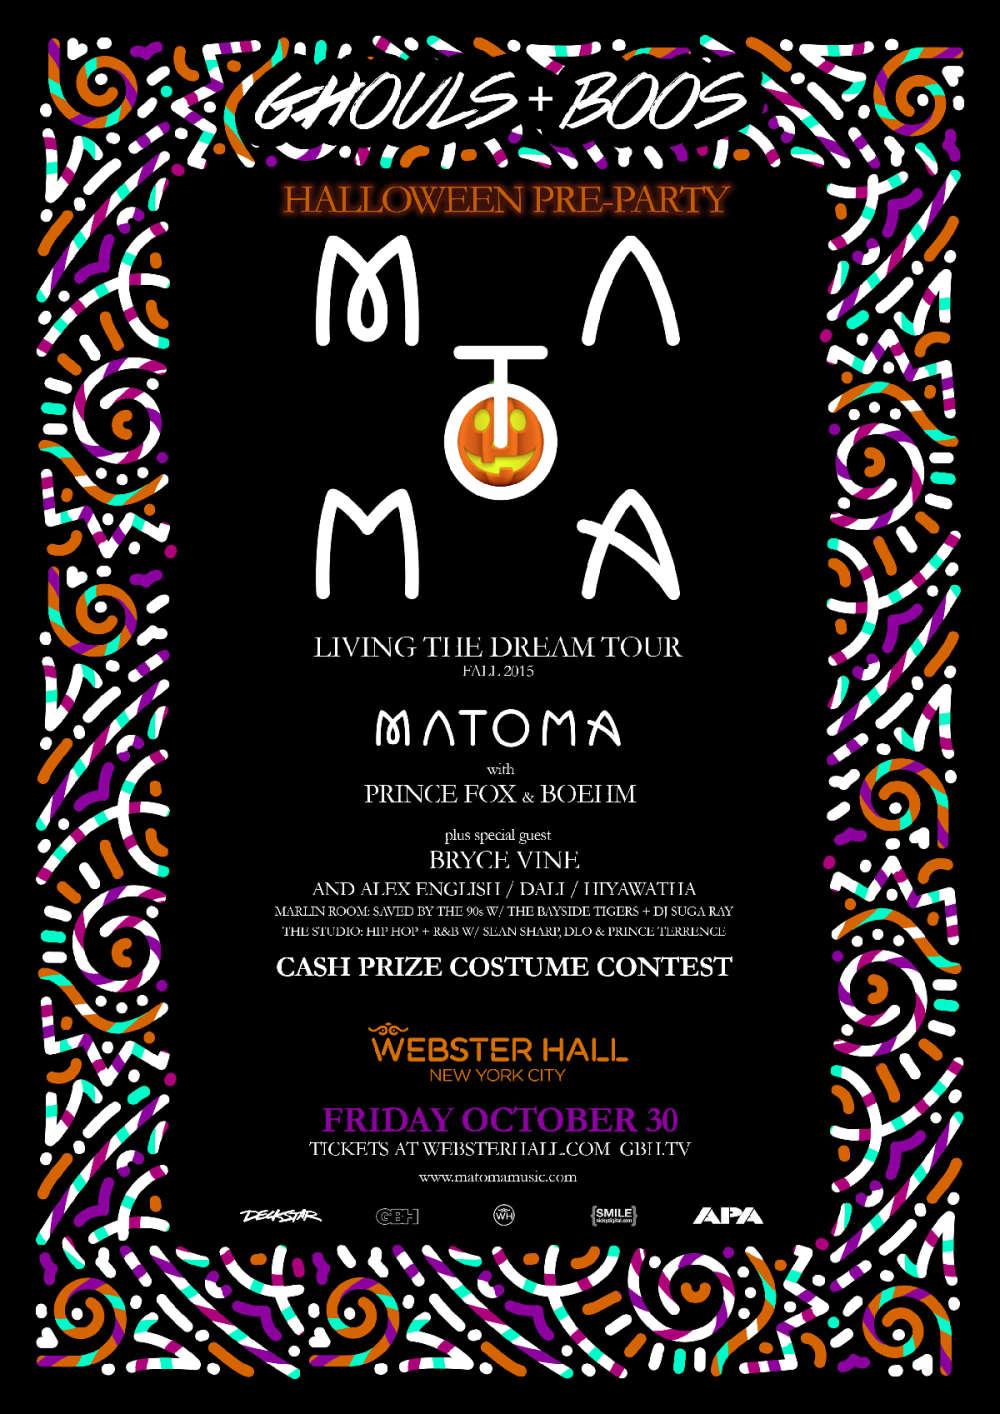 GHOULS + BOOS
HALLOWEEN PRE-PARTY
MA
TO
MA
LIVING THE DREAM TOUR
FALL 2015
MATOMA
with
PRINCE FOX & BOEHM
plus special guest
BRYCE VINE
AND ALEX ENGLISH / DALI / HIYAWATHA
MARLIN ROOM: SAVED BY THE 90s W/ THE BAYSIDE TIGERS + DJ SUGA RAY
THE STUDIO: HIP HOP + R&B W/ SEAN SHARP, DLO & PRINCE TERRENCE
CASH PRIZE COSTUME CONTEST
WEBSTER HALL
NEW YORK CITY
FRIDAY OCTOBER 30
TICKETS AT WEBSTERHALL.COM GBH.TV
www.matomamusic.com
DECKSTAR GBH WH {SMILE} APA